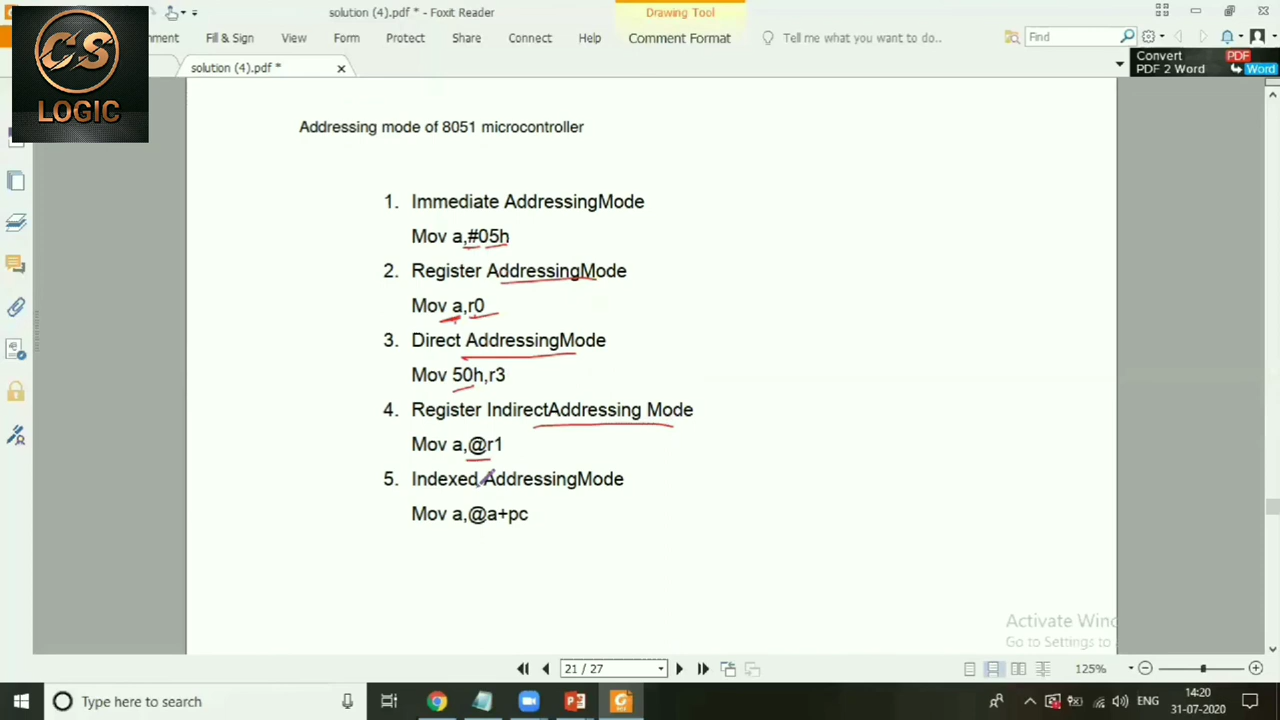 solution (4).pdf * - Foxit Reader
Drawing Tool
Fill & Sign View Form Protect Share Connect Help Comment Format Tell me what you want to do.. Find
CS
LOGIC
solution (4).pdf *
Convert PDF
PDF 2 Word Word
Addressing mode of 8051 microcontroller
1. Immediate AddressingMode
Mov a,#05h
2. Register AddressingMode
Mov a,r0
3. Direct AddressingMode
Mov 50h,r3
4. Register IndirectAddressing Mode
Mov a,@r1
5. Indexed AddressingMode
Mov a,@a+pc
Activate Win
Go to Settings to
21 / 27
125%
Type here to search
ENG
14:20
31-07-2020